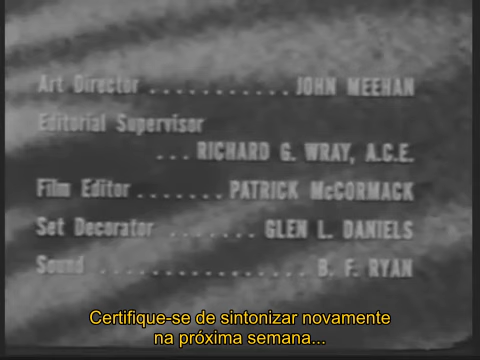 Art Director . . . . . . . . . . . JOHN MEEHAN
Editorial Supervisor
. . . RICHARD G. WRAY, A.C.E.
Film Editor . . . . . . . PATRICK McCORMACK
Set Decorator . . . . . . . GLEN L. DANIELS
Sound . . . . . . . . . . . . . . . . . B. F. RYAN
Certifique-se de sintonizar novamente
na próxima semana...